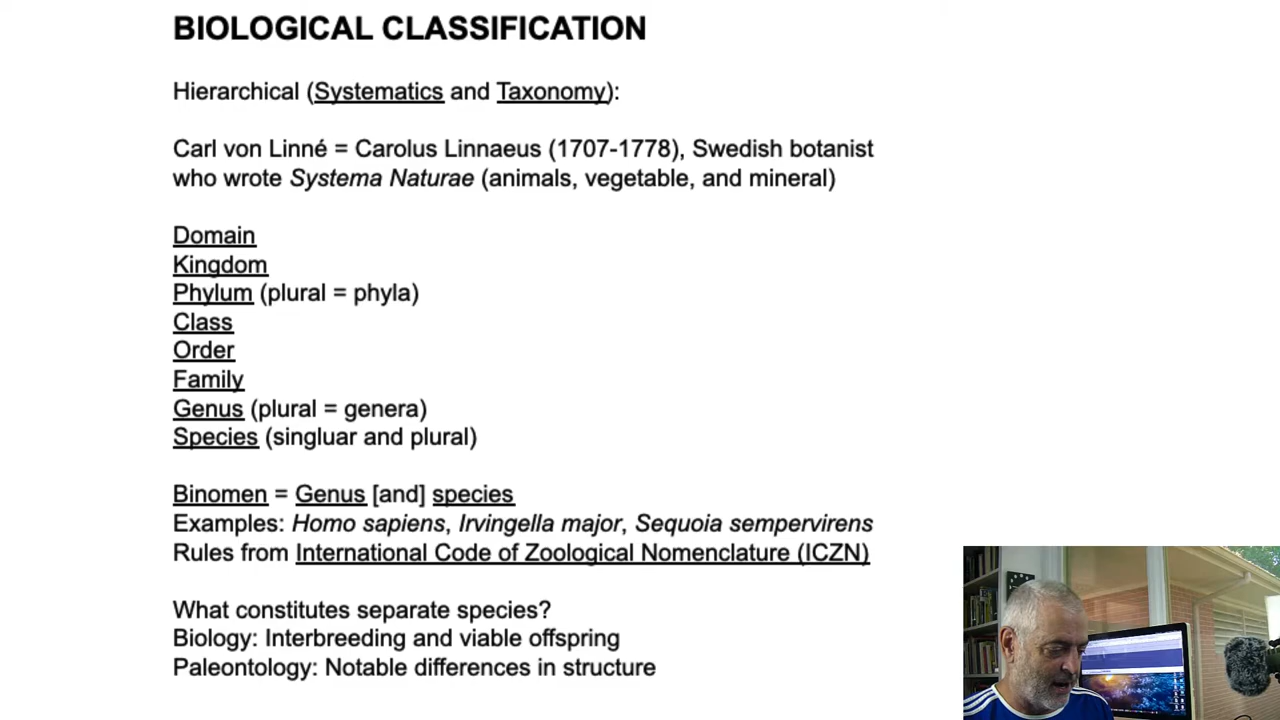 BIOLOGICAL CLASSIFICATION
Hierarchical (Systematics and Taxonomy):
Carl von Linné = Carolus Linnaeus (1707-1778), Swedish botanist
who wrote Systema Naturae (animals, vegetable, and mineral)
Domain
Kingdom
Phylum (plural = phyla)
Class
Order
Family
Genus (plural = genera)
Species (singluar and plural)
Binomen = Genus [and] species
Examples: Homo sapiens, Irvingella major, Sequoia sempervirens
Rules from International Code of Zoological Nomenclature (ICZN)
What constitutes separate species?
Biology: Interbreeding and viable offspring
Paleontology: Notable differences in structure